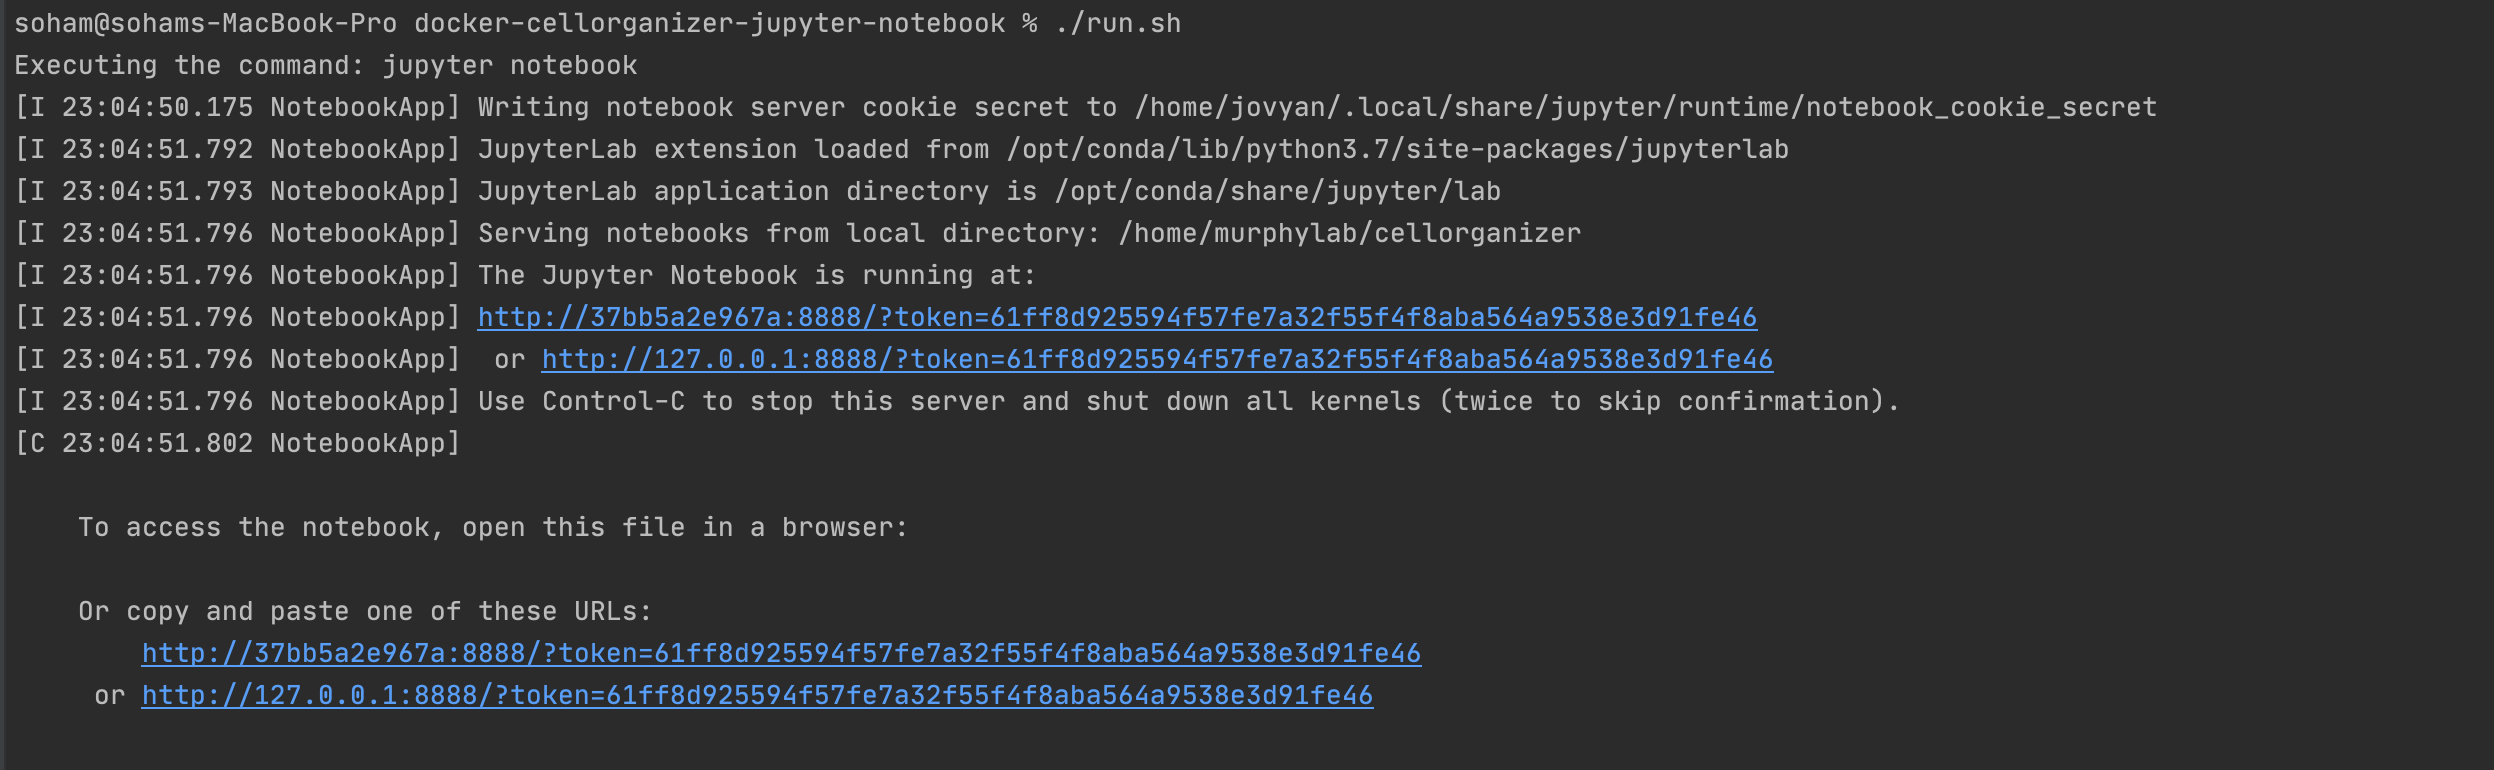 soham@sohams-MacBook-Pro docker-cellorganizer-jupyter-notebook % ./run.sh
Executing the command: jupyter notebook
[I 23:04:50.175 NotebookApp] Writing notebook server cookie secret to /home/jovyan/.local/share/jupyter/runtime/notebook_cookie_secret
[I 23:04:51.792 NotebookApp] JupyterLab extension loaded from /opt/conda/lib/python3.7/site-packages/jupyterlab
[I 23:04:51.793 NotebookApp] JupyterLab application directory is /opt/conda/share/jupyter/lab
[I 23:04:51.796 NotebookApp] Serving notebooks from local directory: /home/murphylab/cellorganizer
[I 23:04:51.796 NotebookApp] The Jupyter Notebook is running at:
[I 23:04:51.796 NotebookApp] http://37bb5a2e967a:8888/?token=61ff8d925594f57fe7a32f55f4f8aba564a9538e3d91fe46
[I 23:04:51.796 NotebookApp]  or http://127.0.0.1:8888/?token=61ff8d925594f57fe7a32f55f4f8aba564a9538e3d91fe46
[I 23:04:51.796 NotebookApp] Use Control-C to stop this server and shut down all kernels (twice to skip confirmation).
[C 23:04:51.802 NotebookApp]
To access the notebook, open this file in a browser:
Or copy and paste one of these URLs:
http://37bb5a2e967a:8888/?token=61ff8d925594f57fe7a32f55f4f8aba564a9538e3d91fe46
or http://127.0.0.1:8888/?token=61ff8d925594f57fe7a32f55f4f8aba564a9538e3d91fe46